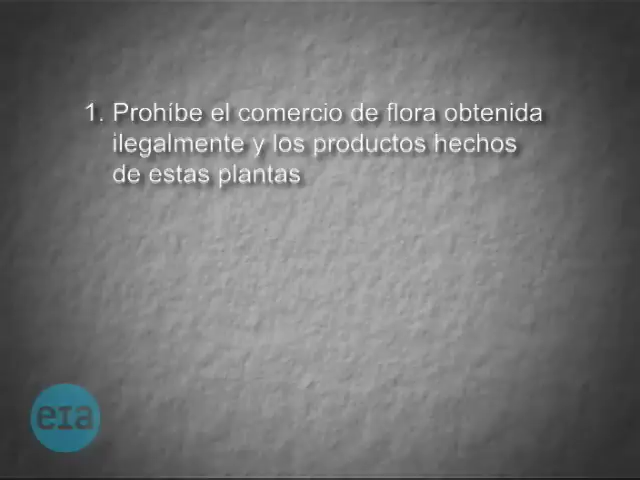 1. Prohíbe el comercio de flora obtenida
ilegalmente y los productos hechos
de estas plantas
eia